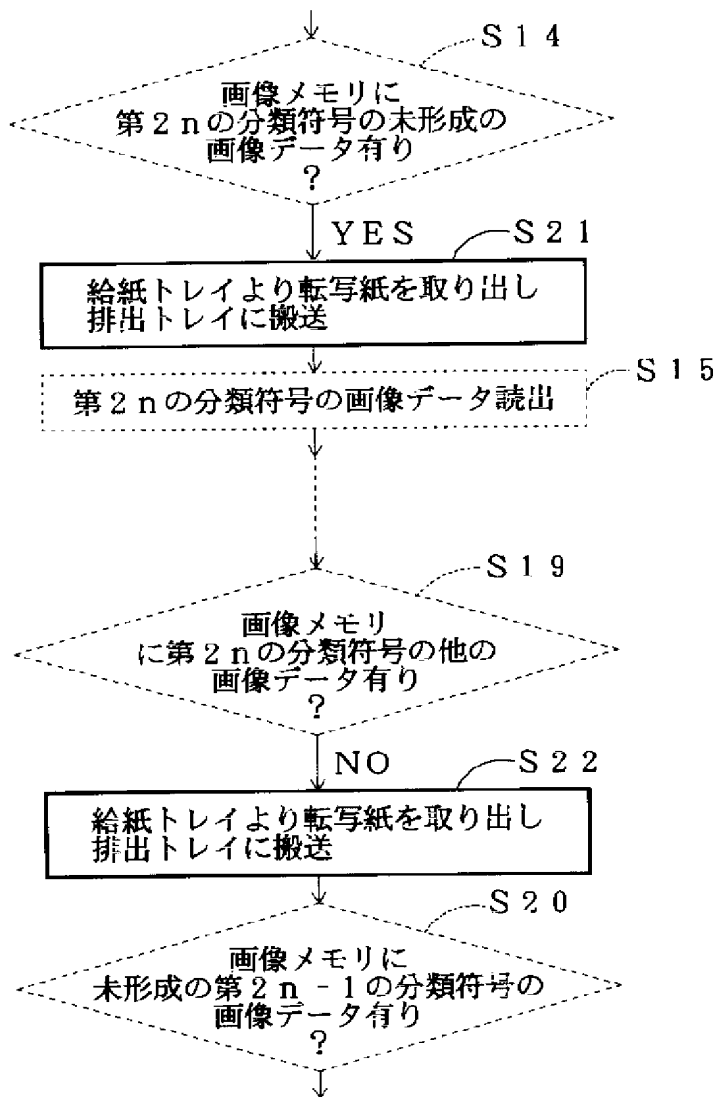 S14
画像メモリに
第2nの分類符号の未形成の
画像データ有り
?
YES
S21
給紙トレイより転写紙を取り出し
排出トレイに搬送
S15
第2nの分類符号の画像データ読出
S19
画像メモリ
に第2nの分類符号の他の
画像データ有り
?
NO
S22
給紙トレイより転写紙を取り出し
排出トレイに搬送
S20
画像メモリに
未形成の第2n-1の分類符号の
画像データ有り
?